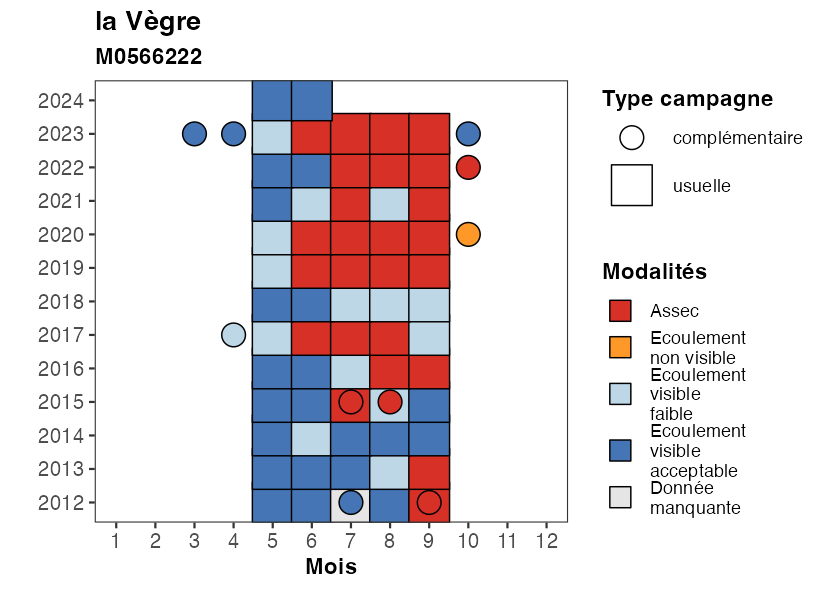 la Vègre
M0566222
2024
2023
2022
2021
2020
2019
2018
2017
2016
2015
2014
2013
2012
1 2 3 4 5 6 7 8 9 10 11 12
Mois
Type campagne
complémentaire
usuelle
Modalités
Assec
Ecoulement
non visible
Ecoulement
visible
faible
Ecoulement
visible
acceptable
Donnée
manquante